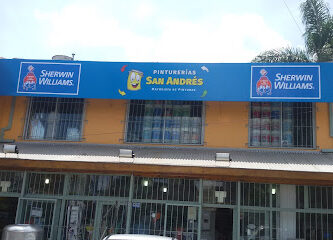 SHERWIN
WILLIAMS.
PINTURERÍAS
SAN ANDRÉS
SHERWIN
WILLIAMS.